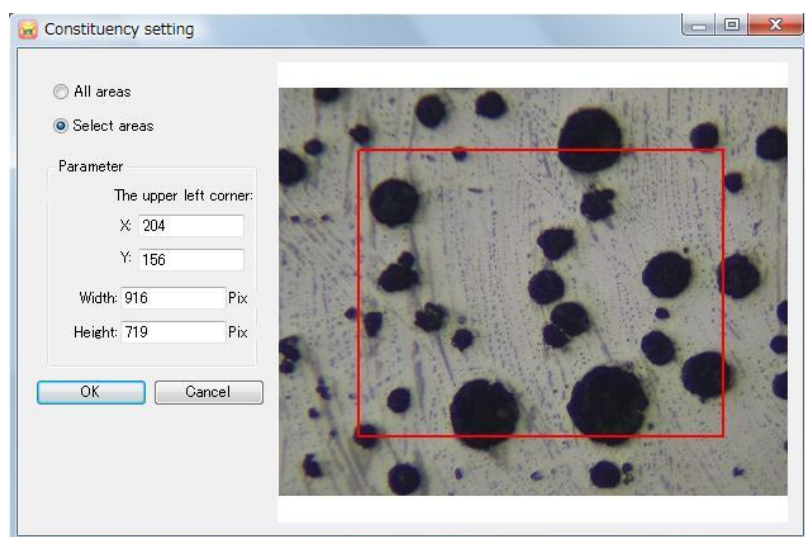 Constituency setting
All areas
Select areas
Parameter
The upper left corner:
X: 204
Y: 156
Width: 916 Pix
Height: 719 Pix
OK Cancel